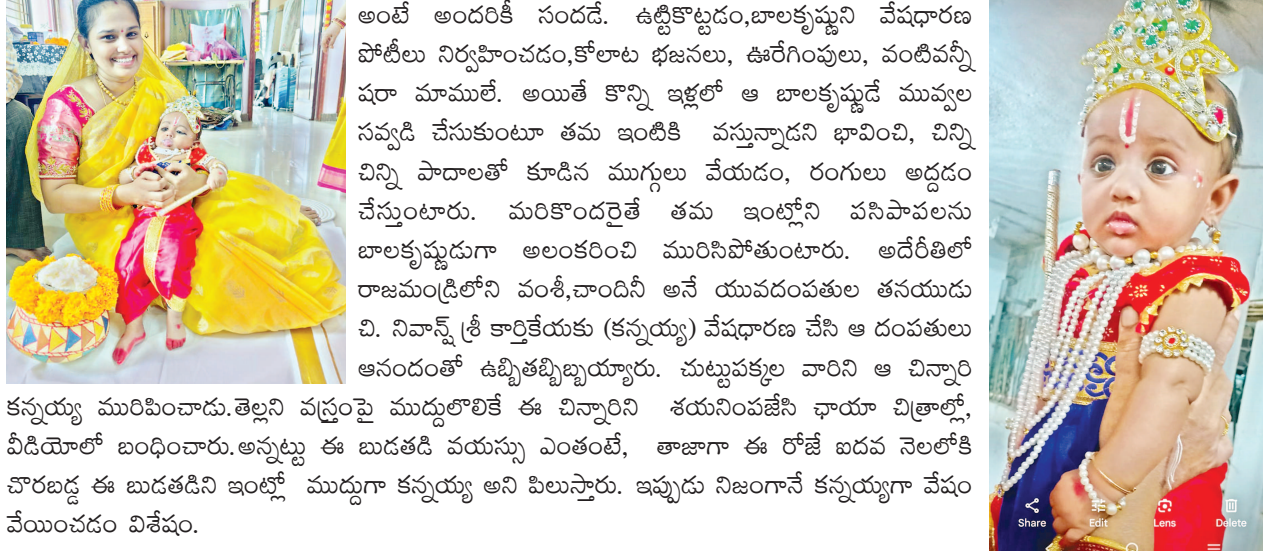 అంటే అందరికీ సందడే. ఉట్టికొట్టడం,బాలకృష్ణుని వేషధారణ
పోటీలు నిర్వహించడం,కోలాట భజనలు, ఊరేగింపులు, వంటివన్నీ
షరా మాములే. అయితే కొన్ని ఇళ్లలో ఆ బాలకృష్ణుడే మువ్వల
సవ్వడి చేసుకుంటూ తమ ఇంటికి వస్తున్నాడని భావించి, చిన్ని
చిన్ని పాదాలతో కూడిన ముగ్గులు వేయడం, రంగులు అద్దడం
చేస్తుంటారు. మరికొందరైతే తమ ఇంట్లోని పసిపాపలను
బాలకృష్ణుడుగా అలంకరించి మురిసిపోతుంటారు. అదేరీతిలో
రాజమండ్రిలోని వంశీ,చాందినీ అనే యువదంపతుల తనయుడు
చి. నివాన్ష్ శ్రీ కార్తికేయకు (కన్నయ్య) వేషధారణ చేసి ఆ దంపతులు
ఆనందంతో ఉబ్బితబ్బిబ్బయ్యారు. చుట్టుపక్కల వారిని ఆ చిన్నారి
కన్నయ్య మురిపించాడు.తెల్లని వస్త్రంపై ముద్దులొలికే ఈ చిన్నారిని శయనింపజేసి ఛాయా చిత్రాల్లో,
వీడియోలో బంధించారు.అన్నట్టు ఈ బుడతడి వయస్సు ఎంతంటే, తాజాగా ఈ రోజే ఐదవ నెలలోకి
చొరబడ్డ ఈ బుడతడిని ఇంట్లో ముద్దుగా కన్నయ్య అని పిలుస్తారు. ఇప్పుడు నిజంగానే కన్నయ్యగా వేషం
వేయించడం విశేషం.
Share Edit Lens Delete